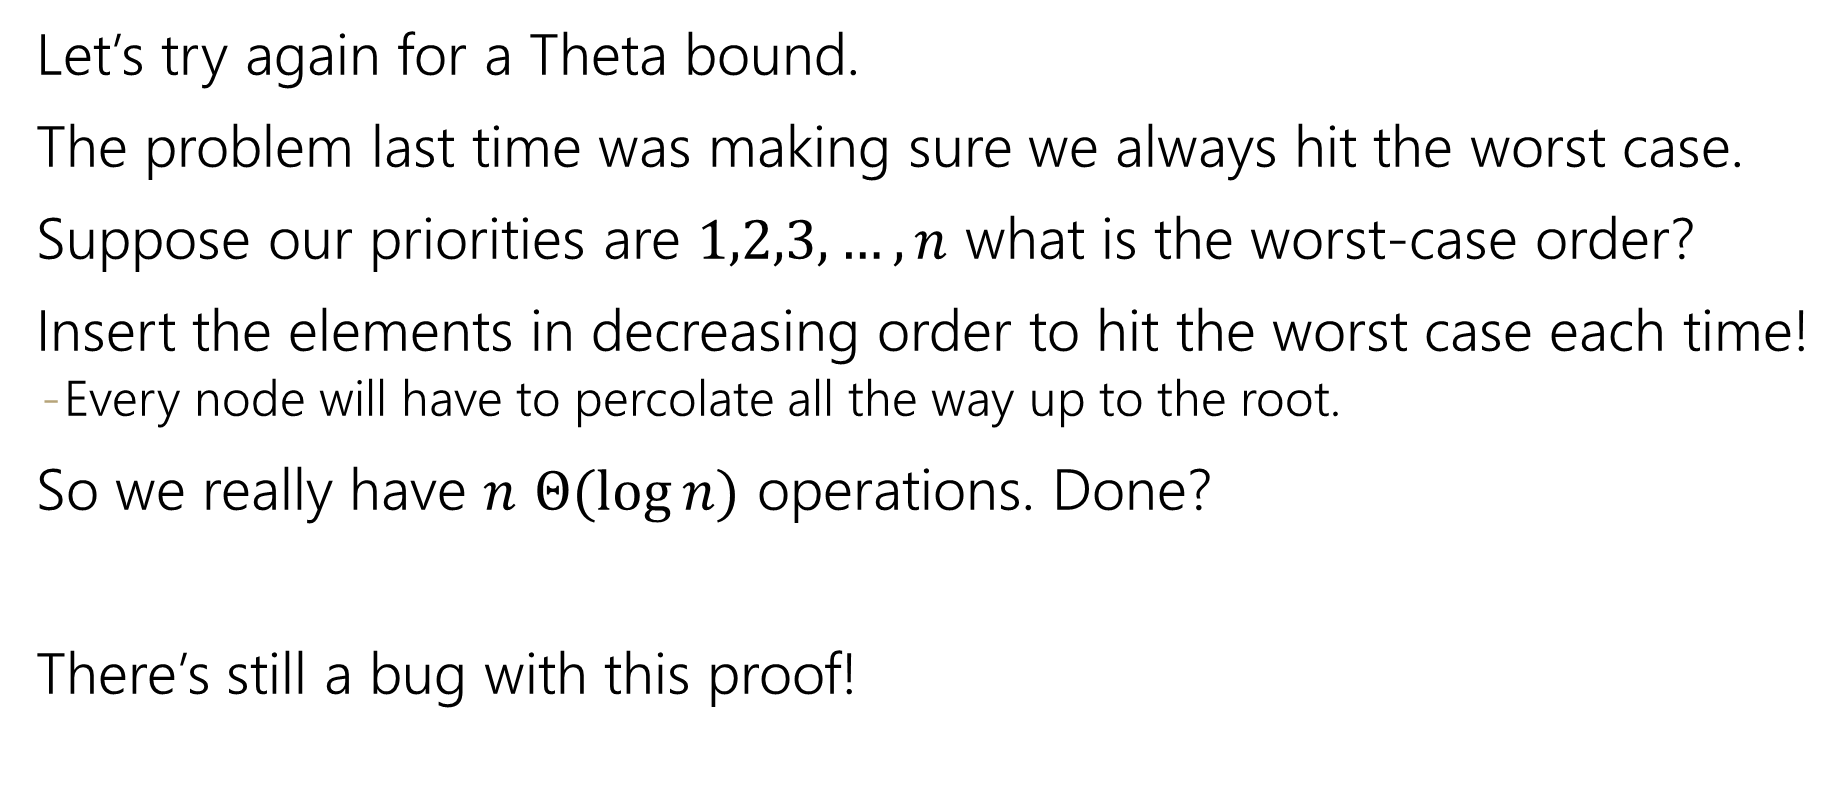 Let's try again for a Theta bound.
The problem last time was making sure we always hit the worst case.
Suppose our priorities are 1,2,3, … , n what is the worst-case order?
Insert the elements in decreasing order to hit the worst case each time!
-Every node will have to percolate all the way up to the root.
So we really have n Θ(log n) operations. Done?
There's still a bug with this proof!